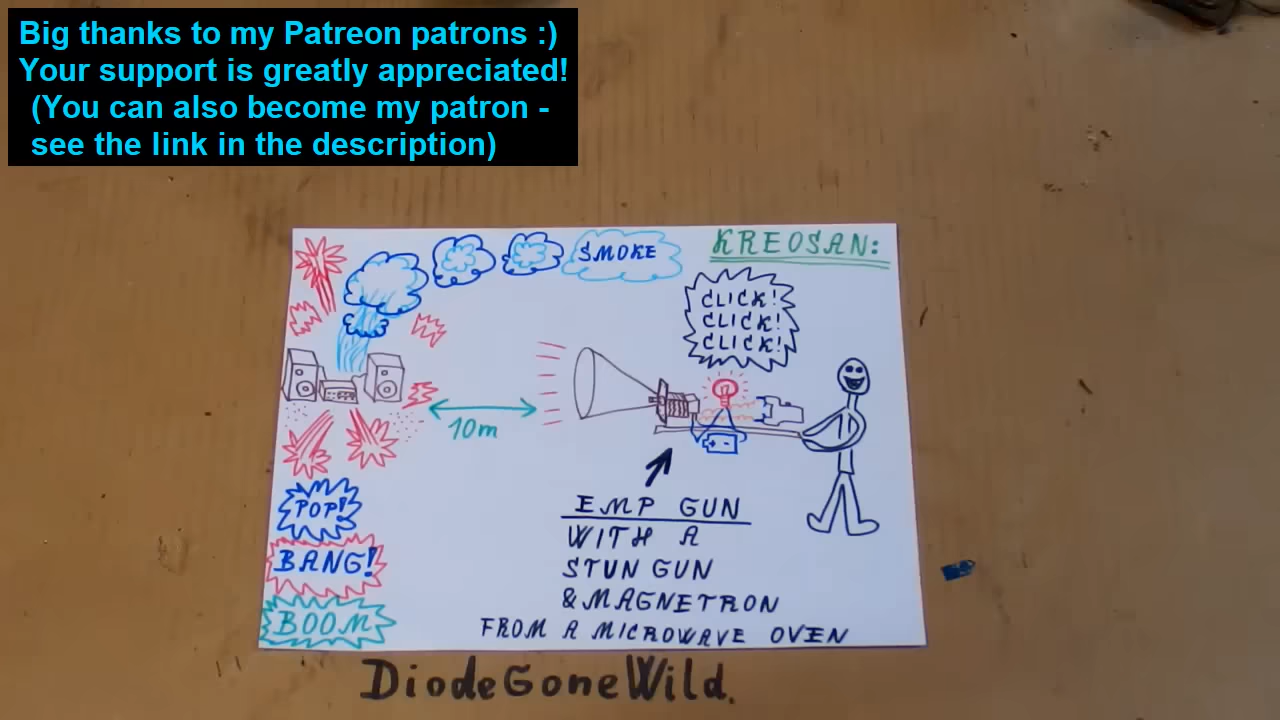 Big thanks to my Patreon patrons :)
Your support is greatly appreciated!
(You can also become my patron -
see the link in the description)
SMOKE
KREOSAN:
CLICK!
CLICK!
CLICK!
10m
POP!
BANG!
BOOM
EMP GUN
WITH A
STUN GUN
& MAGNETRON
FROM A MICROWAVE OVEN
DiodeGoneWild.